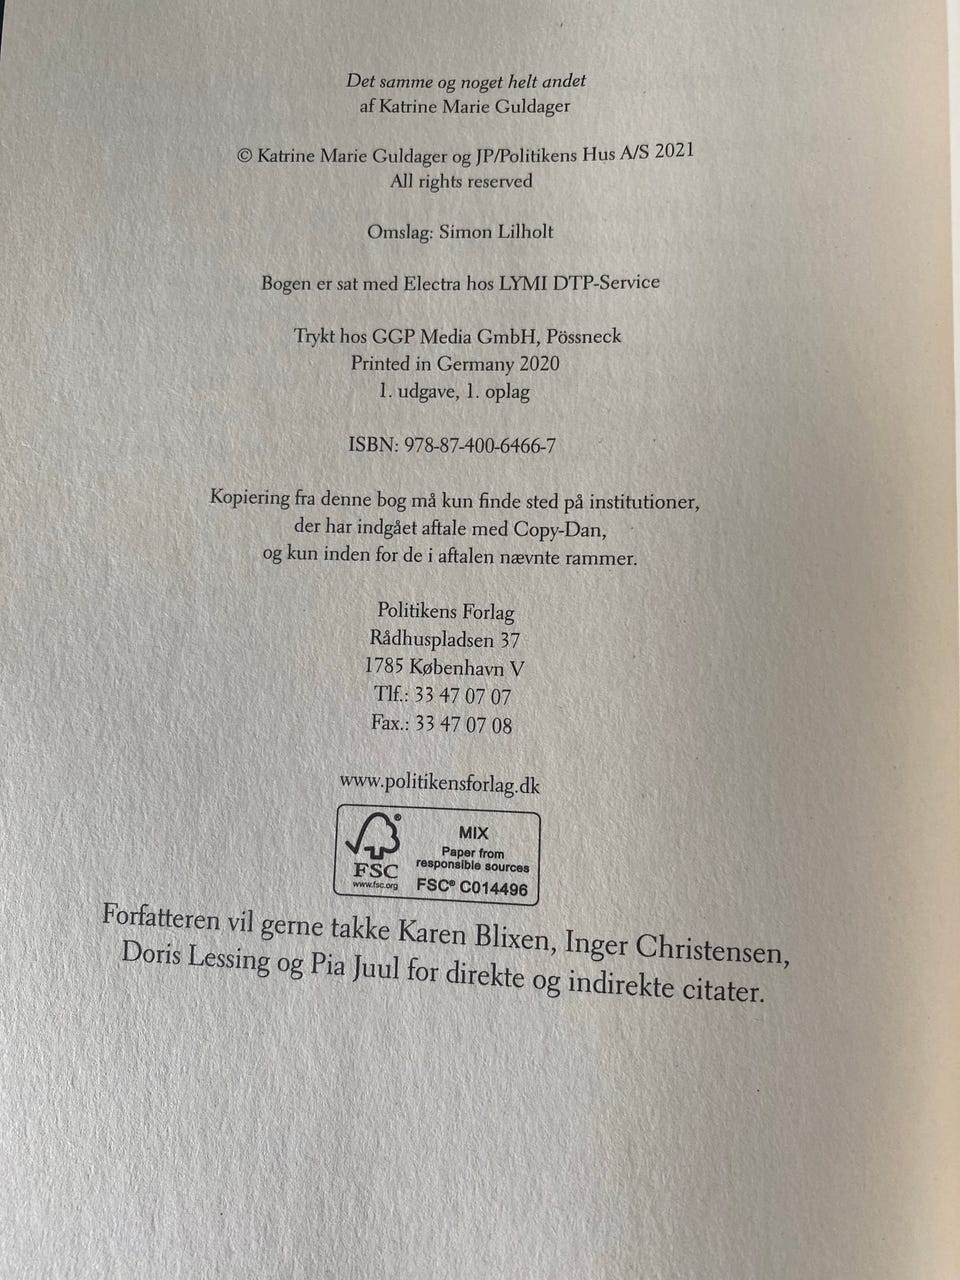 Det samme og noget helt andet
af Katrine Marie Guldager
© Katrine Marie Guldager og JP/Politikens Hus A/S 2021
All rights reserved
Omslag: Simon Lilholt
Bogen er sat med Electra hos LYMI DTP-Service
Trykt hos GGP Media GmbH, Pössneck
Printed in Germany 2020
1. udgave, 1. oplag
ISBN: 978-87-400-6466-7
Kopiering fra denne bog må kun finde sted på institutioner,
der har indgået aftale med Copy-Dan,
og kun inden for de i aftalen nævnte rammer.
Politikens Forlag
Rådhuspladsen 37
1785 København V
Tlf.: 33 47 07 07
Fax.: 33 47 07 08
www.politikensforlag.dk
®
FSC
www.fsc.org
MIX
Paper from
responsible sources
FSC® C014496
Forfatteren vil gerne takke Karen Blixen, Inger Christensen,
Doris Lessing og Pia Juul for direkte og indirekte citater.